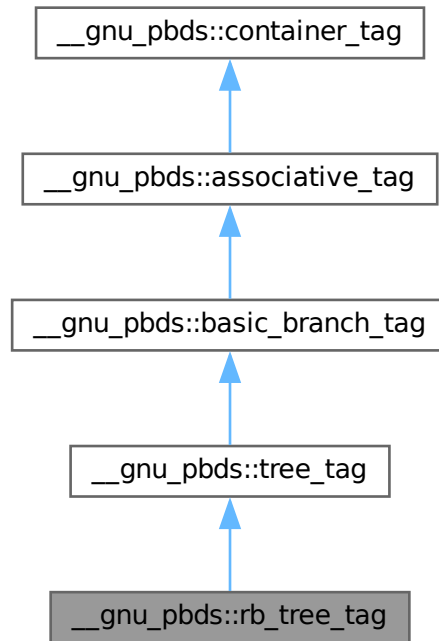 __gnu_pbds::container_tag
__gnu_pbds::associative_tag
__gnu_pbds::basic_branch_tag
__gnu_pbds::tree_tag
__gnu_pbds::rb_tree_tag